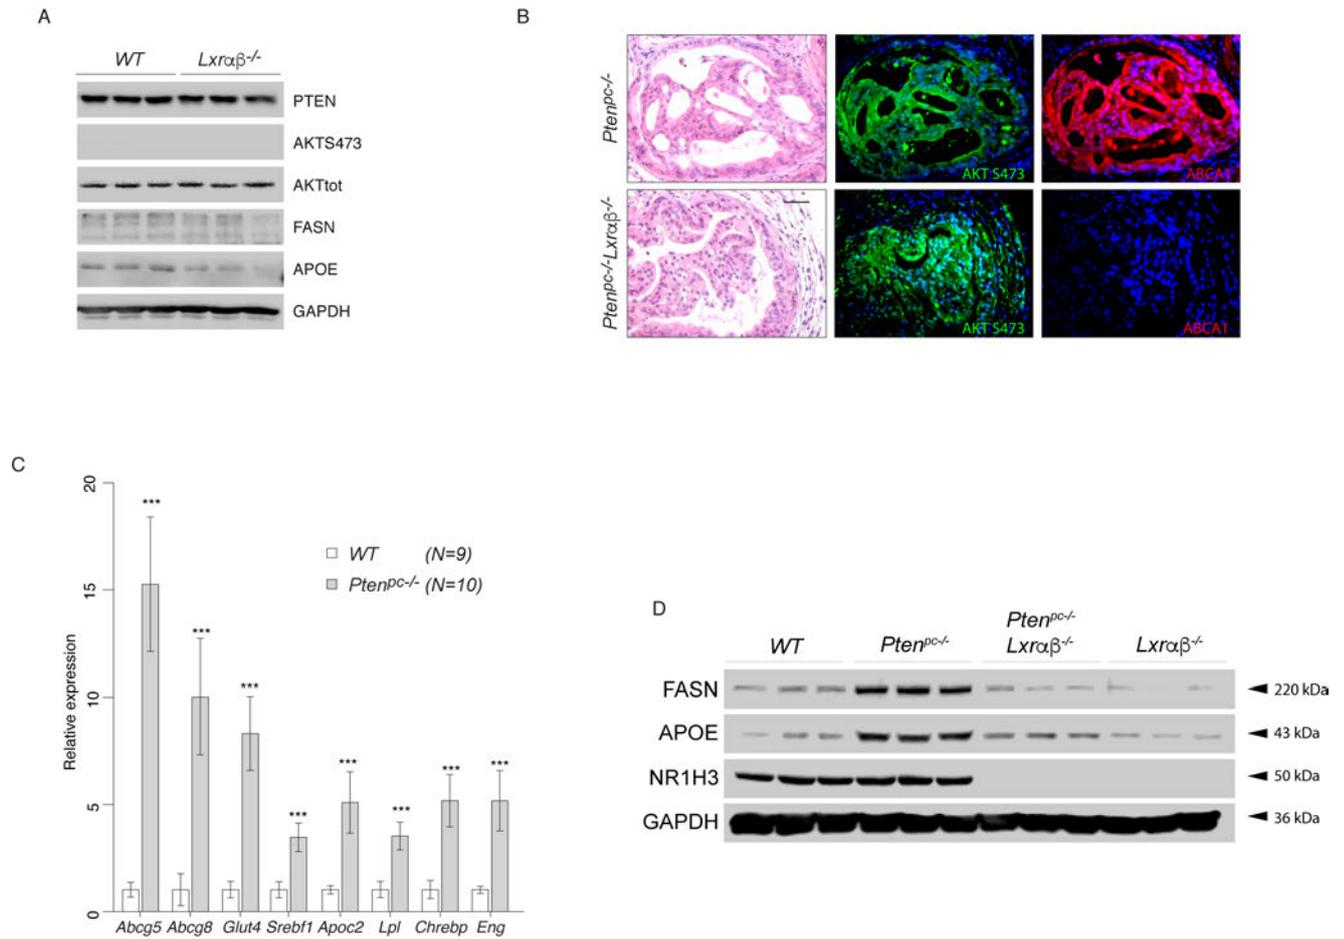 A
WT Lxrαβ-/-
PTEN
AKTS473
AKTtot
FASN
APOE
GAPDH
B
Ptenpc-/-
AKT S473
ABCA1
Ptenpc-/-Lxrαβ-/-
AKT S473
ABCA1
C
Relative expression
20
15
10
5
0
***
***
***
***
***
***
***
***
WT (N=9)
Ptenpc-/- (N=10)
Abcg5 Abcg8 Glut4 Srebf1 Apoc2 Lpl Chrebp Eng
D
WT Ptenpc-/- Ptenpc-/- Lxrαβ-/-
Lxrαβ-/-
FASN 220 kDa
APOE 43 kDa
NR1H3 50 kDa
GAPDH 36 kDa